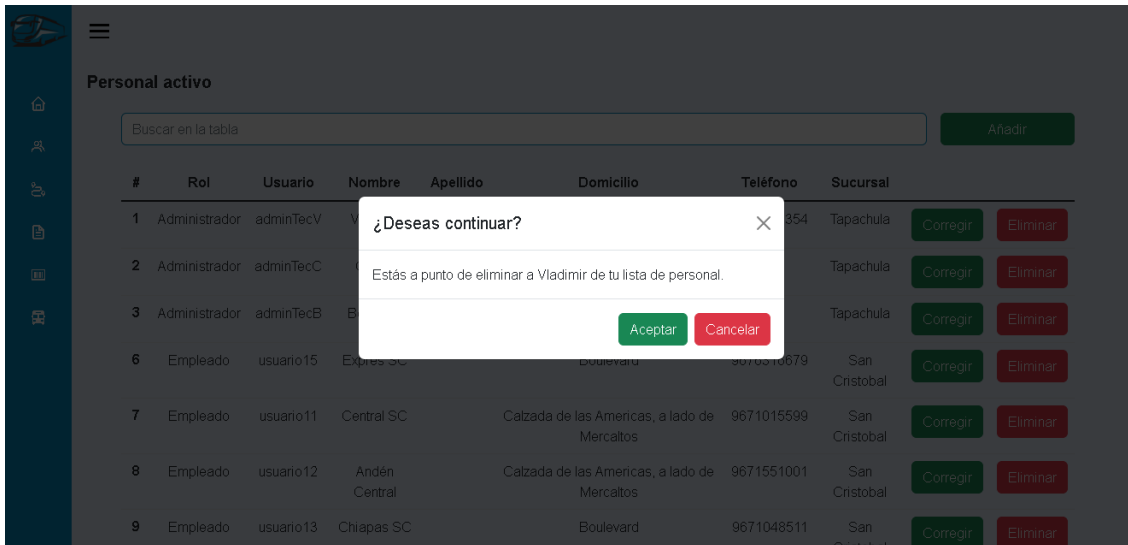 Personal activo
Buscar en la tabla
Añadir
# Rol Usuario Nombre Apellido Domicilio Teléfono Sucursal
1 Administrador adminTecV 354 Tapachula Corregir Eliminar
¿Deseas continuar?
2 Administrador adminTecC Tapachula Corregir Eliminar
Estás a punto de eliminar a Vladimir de tu lista de personal.
3 Administrador adminTecB Tapachula Corregir Eliminar
Aceptar Cancelar
6 Empleado usuario15 Expres SC Boulevard San Corregir Eliminar
Cristobal
7 Empleado usuario11 Central SC Calzada de las Americas, a lado de 9671015599 San Corregir Eliminar
Mercaltos Cristobal
8 Empleado usuario12 Andén Calzada de las Americas, a lado de 9671551001 San Corregir Eliminar
Central Mercaltos Cristobal
9 Empleado usuario13 Chiapas SC Boulevard 9671048511 San Corregir Eliminar